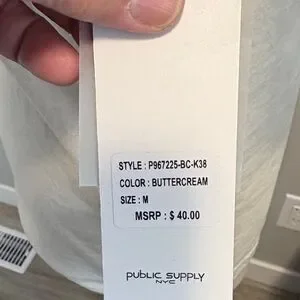 STYLE : P967225-BC-K38
COLOR : BUTTERCREAM
SIZE : M
MSRP : $ 40.00
PUBLIC SUPPLY
NYC